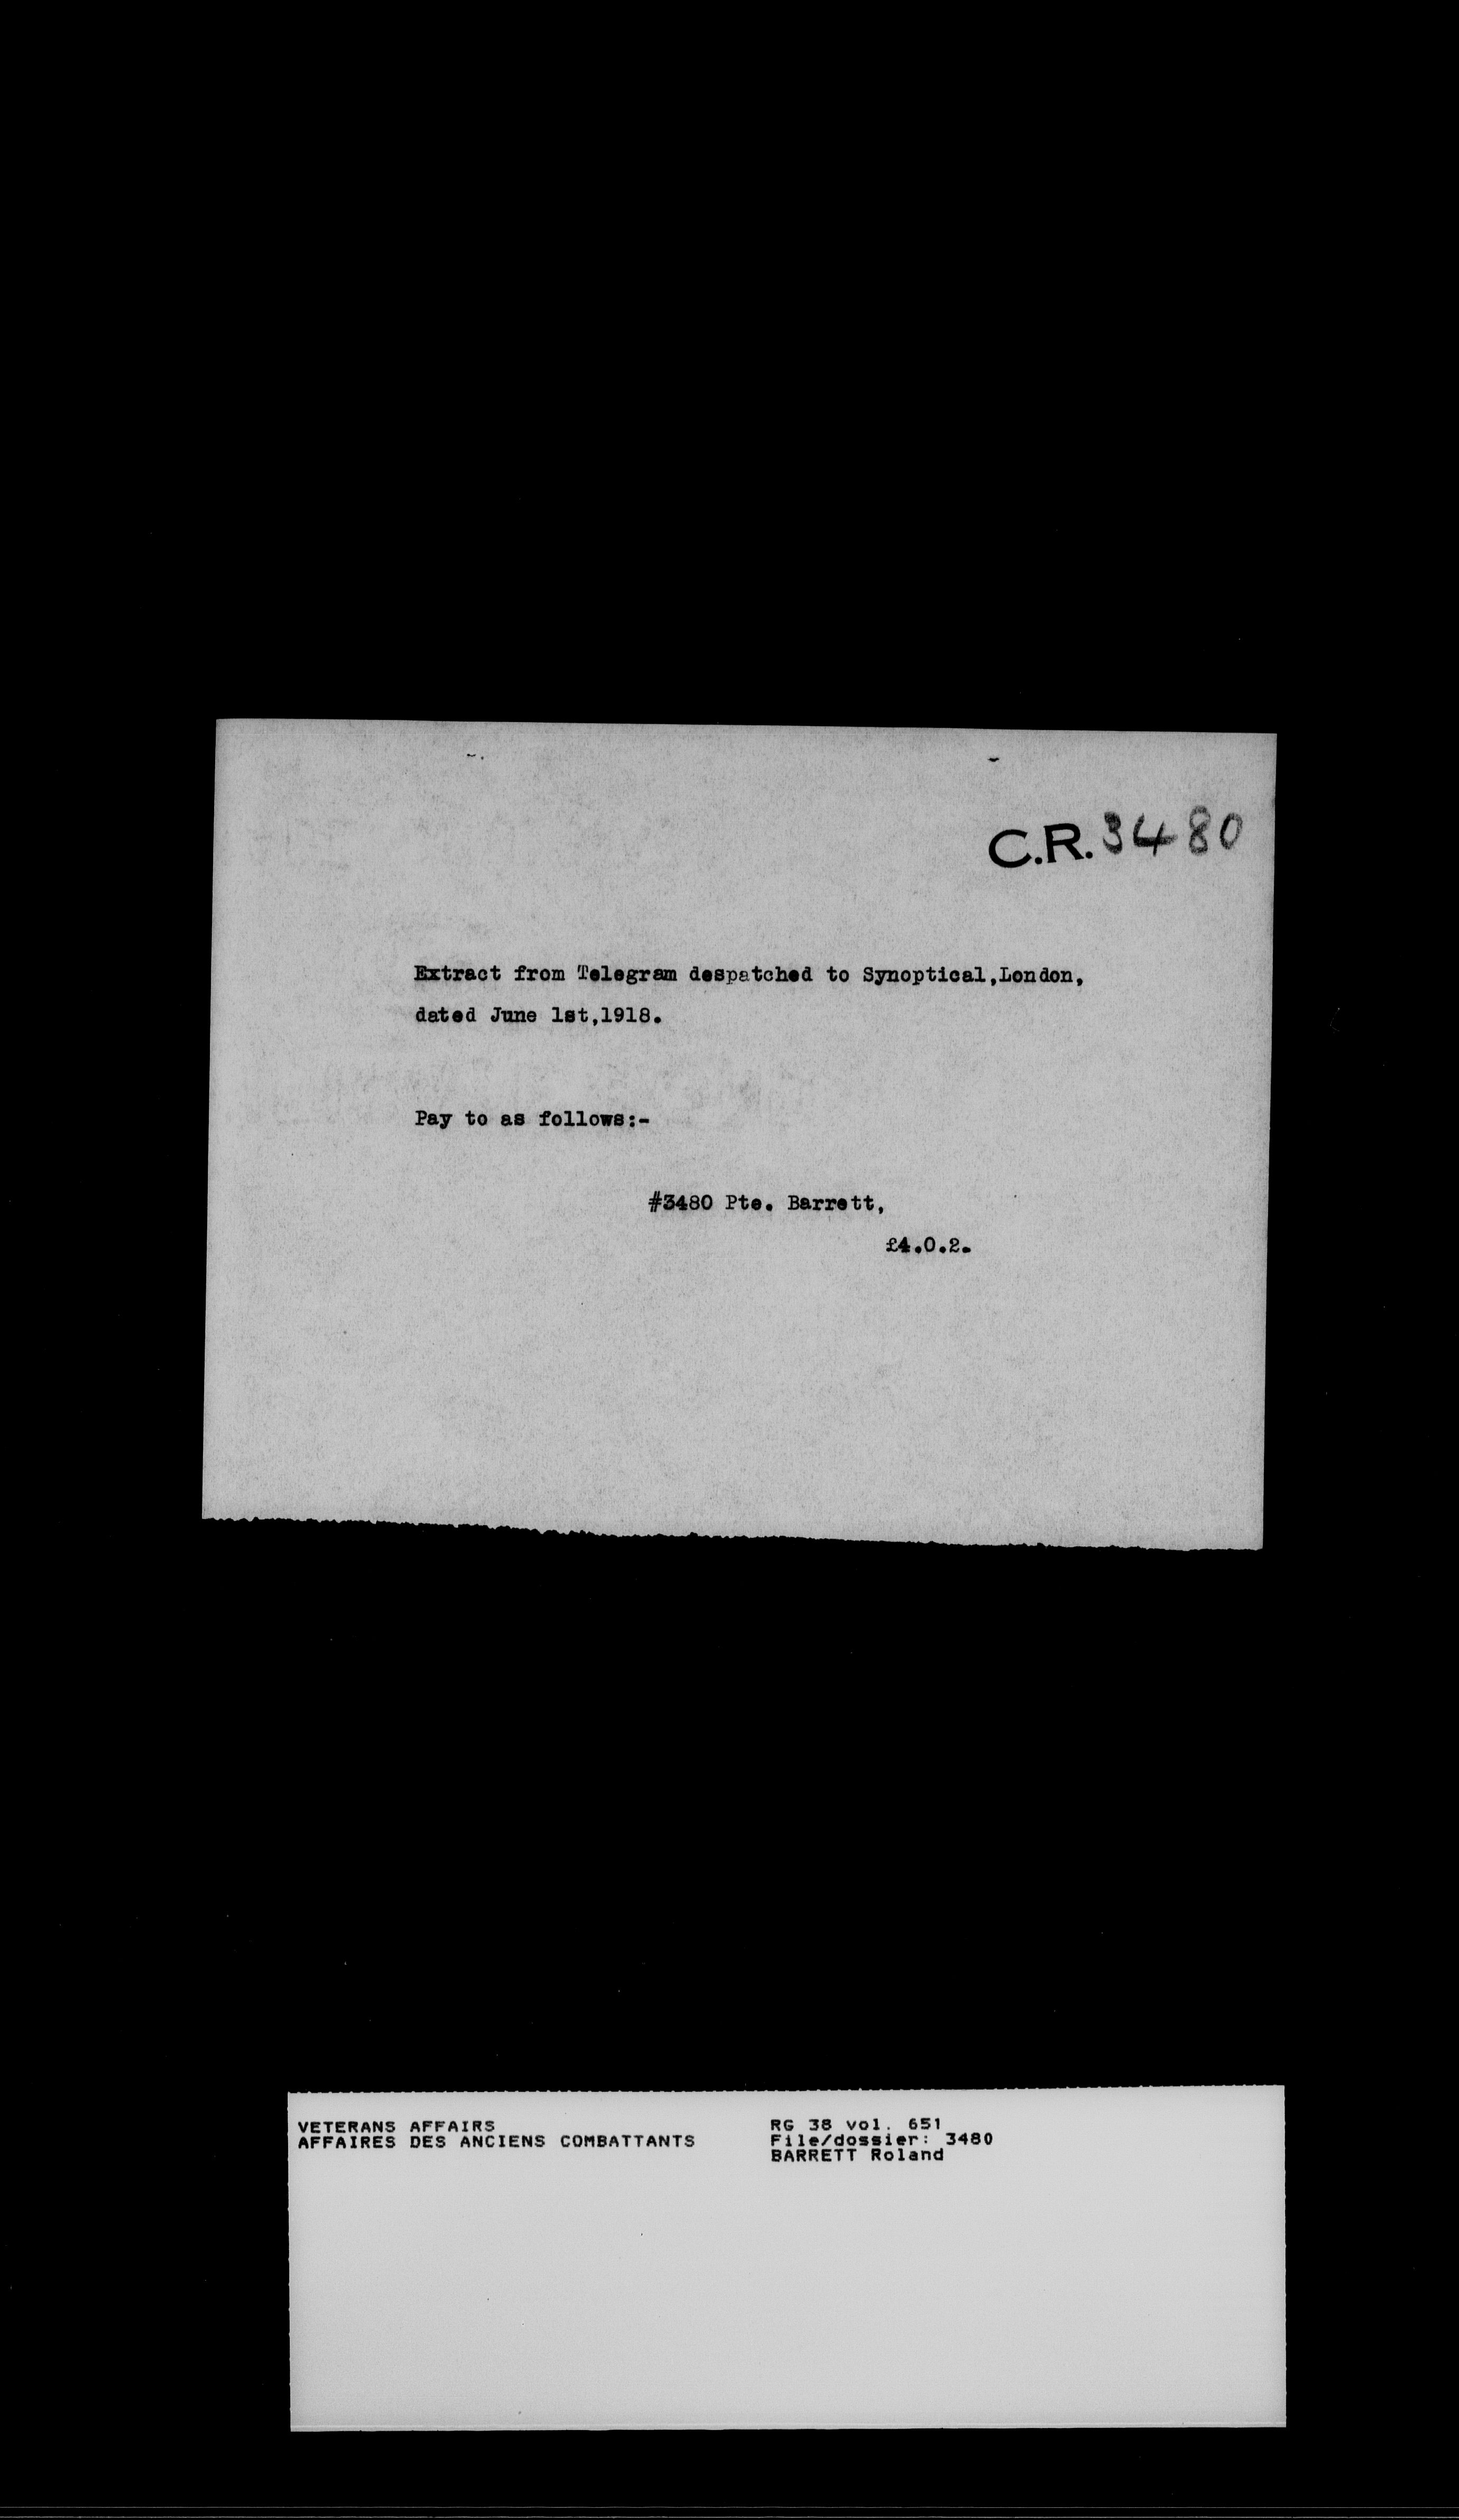 C.R. 3480
Extract from Telegram despatched to Synoptical,London,
dated June 1st,1918.
Pay to as follows:-
#3480 Pte. Barrett,
£4.0.2.
VETERANS AFFAIRS
AFFAIRES DES ANCIENS COMBATTANTS
RG 38 vol. 651
File/dossier: 3480
BARRETT Roland